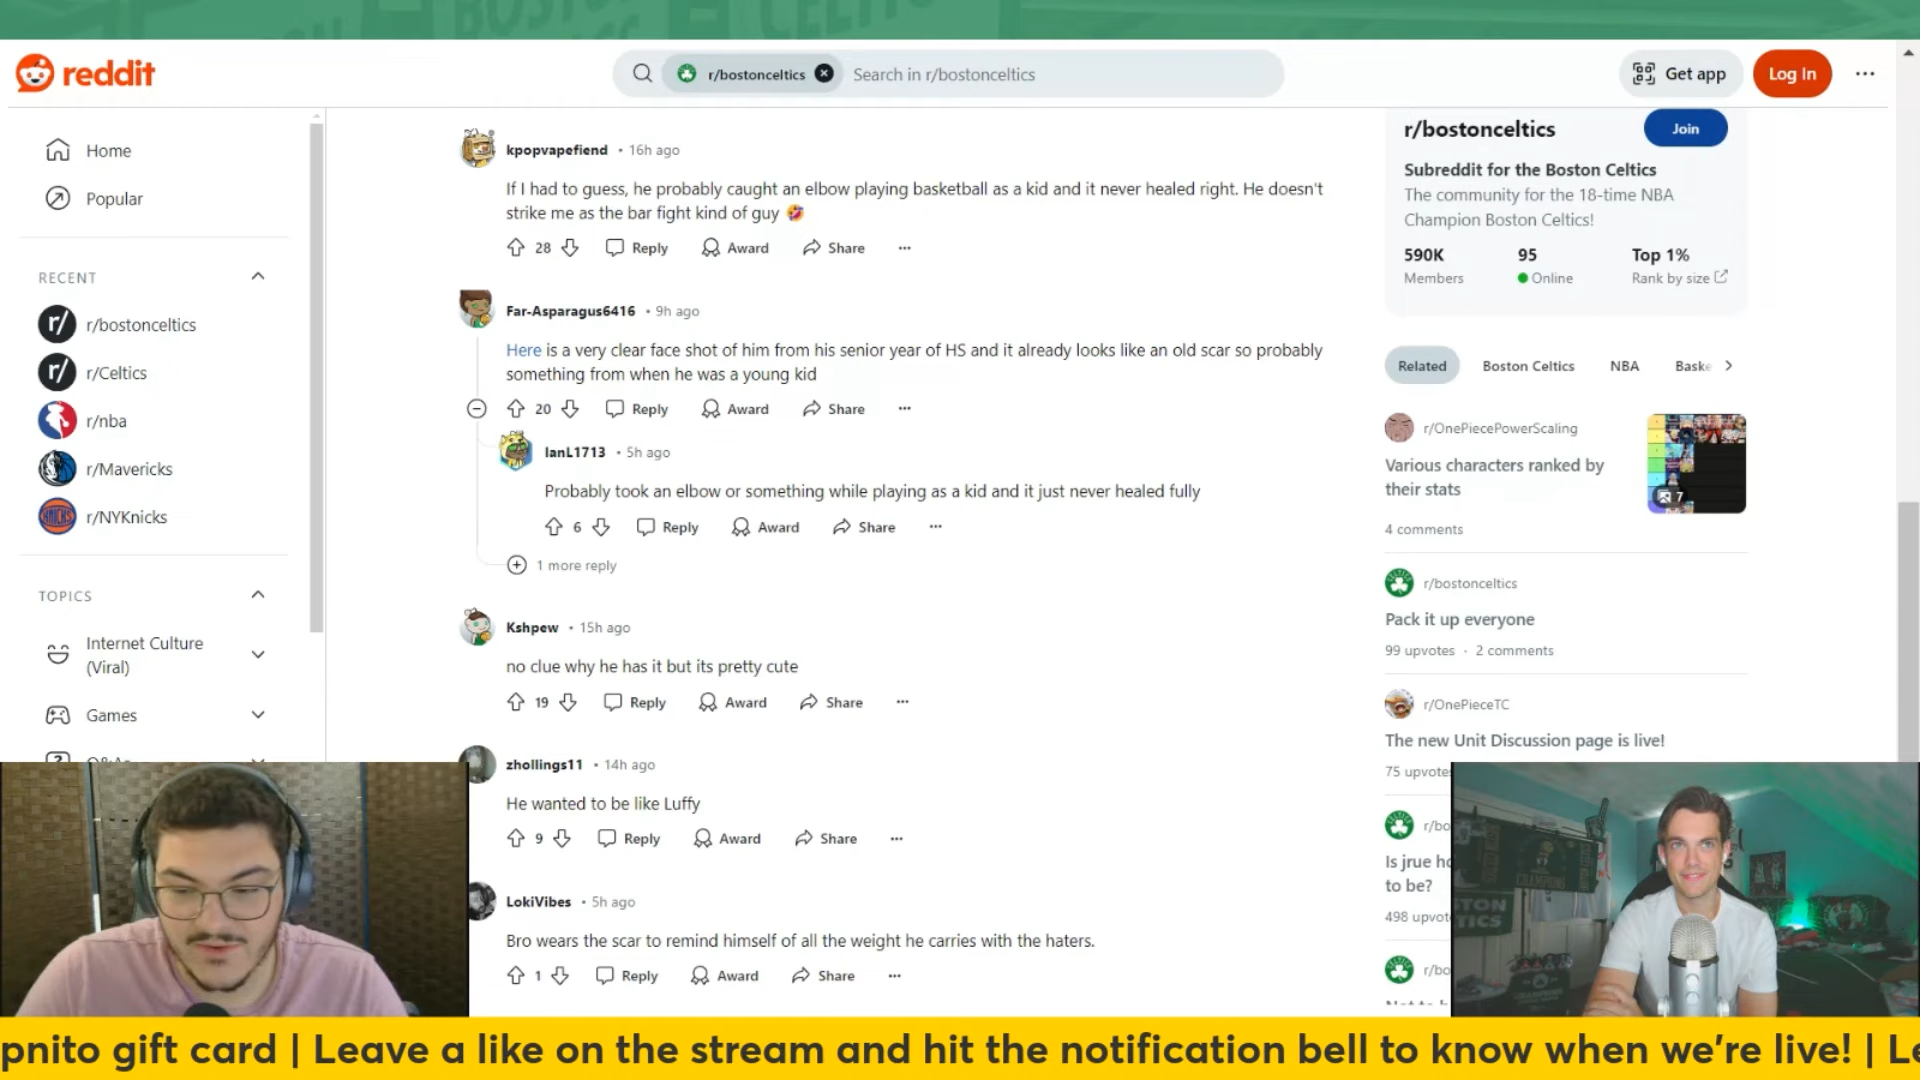 reddit
r/bostonceltics
Search in r/bostonceltics
Get app
Log In
Home
Popular
RECENT
r/bostonceltics
r/Celtics
r/nba
r/Mavericks
r/NYKnicks
TOPICS
Internet Culture
(Viral)
Games
kpopvapefiend • 16h ago
If I had to guess, he probably caught an elbow playing basketball as a kid and it never healed right. He doesn't
strike me as the bar fight kind of guy 🤣
28 Reply Award Share
Far-Asparagus6416 • 9h ago
Here is a very clear face shot of him from his senior year of HS and it already looks like an old scar so probably
something from when he was a young kid
20 Reply Award Share
IanL1713 • 5h ago
Probably took an elbow or something while playing as a kid and it just never healed fully
6 Reply Award Share
1 more reply
Kshpew • 15h ago
no clue why he has it but its pretty cute
19 Reply Award Share
zhollings11 • 14h ago
He wanted to be like Luffy
9 Reply Award Share
LokiVibes • 5h ago
Bro wears the scar to remind himself of all the weight he carries with the haters.
1 Reply Award Share
r/bostonceltics
Join
Subreddit for the Boston Celtics
The community for the 18-time NBA
Champion Boston Celtics!
590K 95 Top 1%
Members Online Rank by size
Related Boston Celtics NBA Baske
r/OnePiecePowerScaling
Various characters ranked by
their stats
7
4 comments
r/bostonceltics
Pack it up everyone
99 upvotes · 2 comments
r/OnePieceTC
The new Unit Discussion page is live!
75 upvote
r/bo
Is jrue ho
to be?
498 upvot
r/bo
pnito gift card | Leave a like on the stream and hit the notification bell to know when we're live! | Le